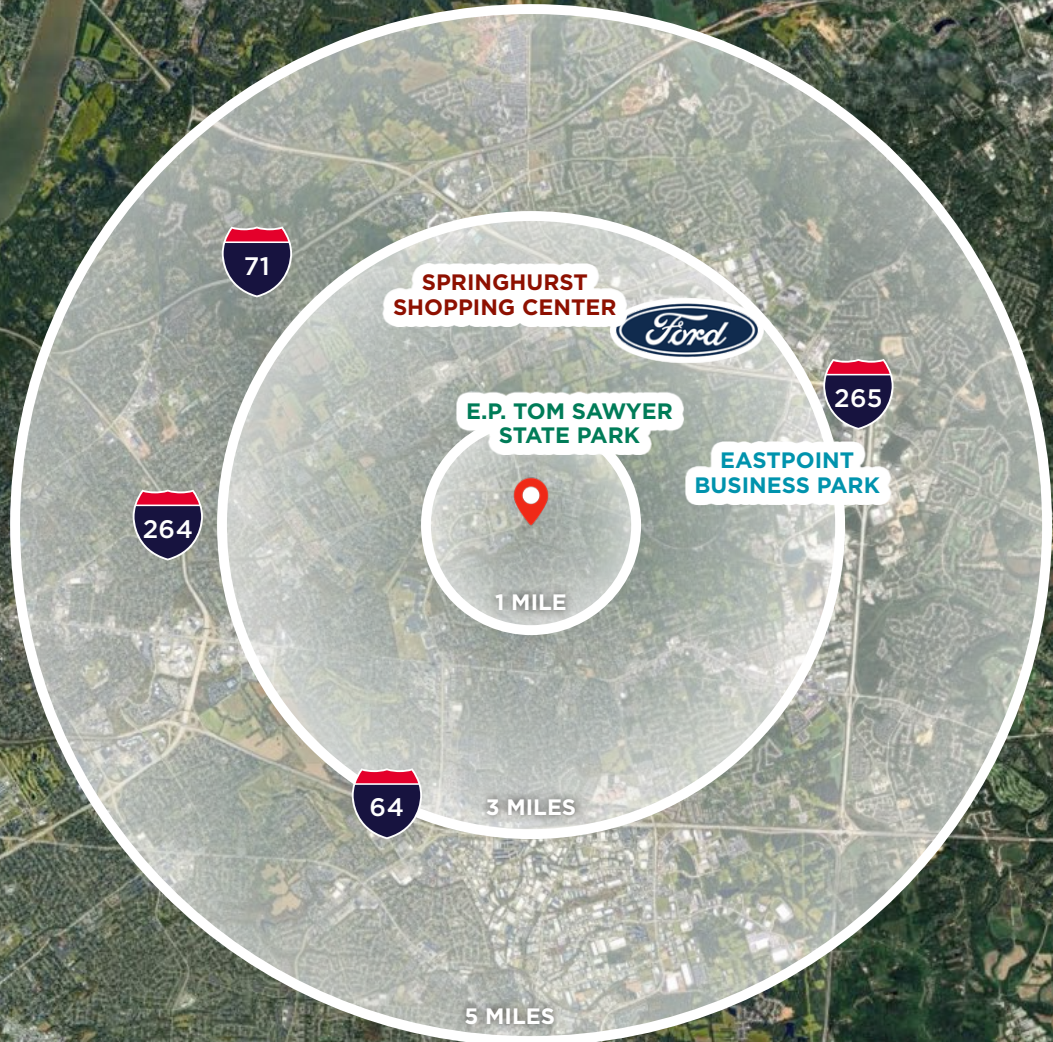 71
SPRINGHURST
SHOPPING CENTER
Ford
265
E.P. TOM SAWYER
STATE PARK
EASTPOINT
BUSINESS PARK
264
1 MILE
64
3 MILES
5 MILES